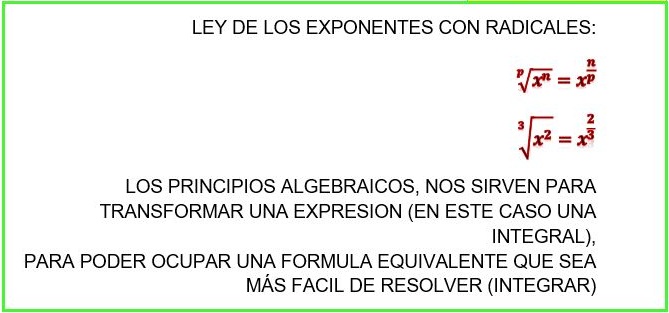 LEY DE LOS EXPONENTES CON RADICALES:
$\sqrt[p]{x^n} = x^{\frac{n}{p}}$
$\sqrt[3]{x^2} = x^{\frac{2}{3}}$
LOS PRINCIPIOS ALGEBRAICOS, NOS SIRVEN PARA
TRANSFORMAR UNA EXPRESION (EN ESTE CASO UNA
INTEGRAL),
PARA PODER OCUPAR UNA FORMULA EQUIVALENTE QUE SEA
MÁS FACIL DE RESOLVER (INTEGRAR)